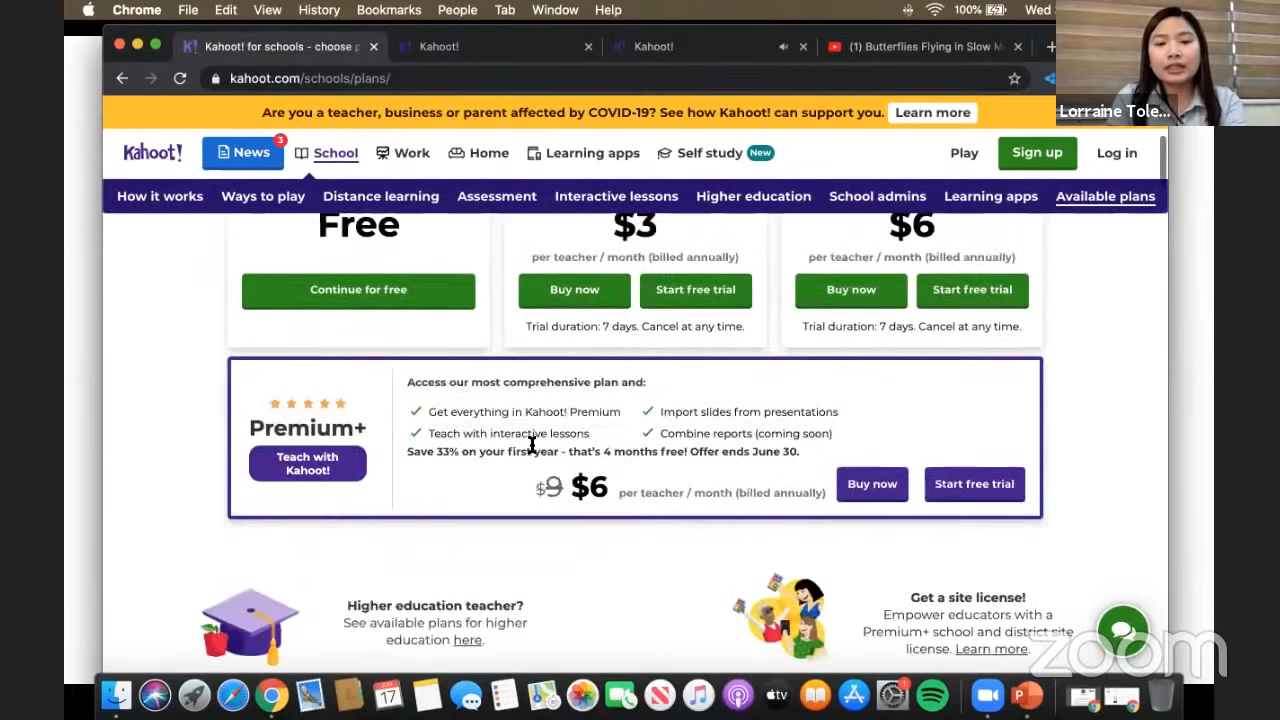 Chrome File Edit View History Bookmarks People Tab Window Help 100% Wed
Kahoot! for schools - choose p
Kahoot!
Kahoot!
(1) Butterflies Flying in Slow M
kahoot.com/schools/plans/
Lorraine Tole...
Are you a teacher, business or parent affected by COVID-19? See how Kahoot! can support you. Learn more
Kahoot! News 3 School Work Home Learning apps Self study New Play Sign up Log in
How it works Ways to play Distance learning Assessment Interactive lessons Higher education School admins Learning apps Available plans
Free $3 $6
per teacher / month (billed annually) per teacher / month (billed annually)
Continue for free Buy now Start free trial Buy now Start free trial
Trial duration: 7 days. Cancel at any time. Trial duration: 7 days. Cancel at any time.
Premium+
Teach with
Kahoot!
Access our most comprehensive plan and:
Get everything in Kahoot! Premium Import slides from presentations
Teach with interactive lessons Combine reports (coming soon)
Save 33% on your first year - that's 4 months free! Offer ends June 30.
$9 $6 per teacher / month (billed annually) Buy now Start free trial
Higher education teacher?
See available plans for higher
education here.
Get a site license!
Empower educators with a
Premium+ school and district site
license. Learn more.
zoom
JUN
17
tv
1